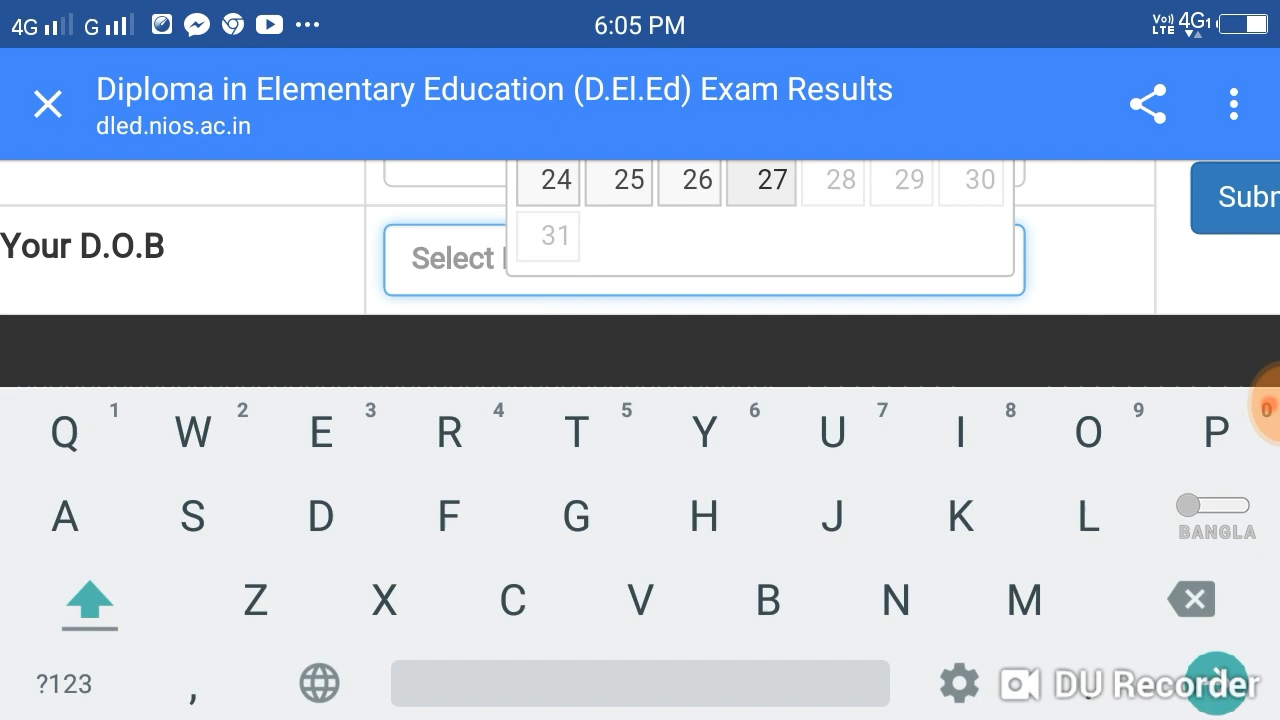 4G G 6:05 PM Vo)) LTE 4G1
Diploma in Elementary Education (D.El.Ed) Exam Results
dled.nios.ac.in
24 25 26 27 28 29 30
Subr
31
Your D.O.B
Select
1 2 3 4 5 6 7 8 9 0
Q W E R T Y U I O P
A S D F G H J K L
BANGLA
Z X C V B N M
?123 ,
DU Recorder